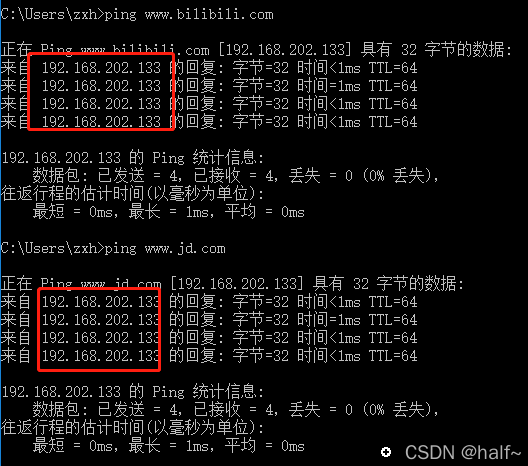 C:\Users\zxh>ping www.bilibili.com
正在 Ping www.bilibili.com [192.168.202.133] 具有 32 字节的数据:
来自 192.168.202.133 的回复: 字节=32 时间<1ms TTL=64
来自 192.168.202.133 的回复: 字节=32 时间=1ms TTL=64
来自 192.168.202.133 的回复: 字节=32 时间<1ms TTL=64
来自 192.168.202.133 的回复: 字节=32 时间<1ms TTL=64
192.168.202.133 的 Ping 统计信息:
数据包: 已发送 = 4，已接收 = 4，丢失 = 0 (0% 丢失)，
往返行程的估计时间(以毫秒为单位):
最短 = 0ms，最长 = 1ms，平均 = 0ms
C:\Users\zxh>ping www.jd.com
正在 Ping www.jd.com [192.168.202.133] 具有 32 字节的数据:
来自 192.168.202.133 的回复: 字节=32 时间<1ms TTL=64
来自 192.168.202.133 的回复: 字节=32 时间=1ms TTL=64
来自 192.168.202.133 的回复: 字节=32 时间<1ms TTL=64
来自 192.168.202.133 的回复: 字节=32 时间<1ms TTL=64
192.168.202.133 的 Ping 统计信息:
数据包: 已发送 = 4，已接收 = 4，丢失 = 0 (0% 丢失)，
往返行程的估计时间(以毫秒为单位):
最短 = 0ms，最长 = 1ms，平均 = 0ms
CSDN @half~